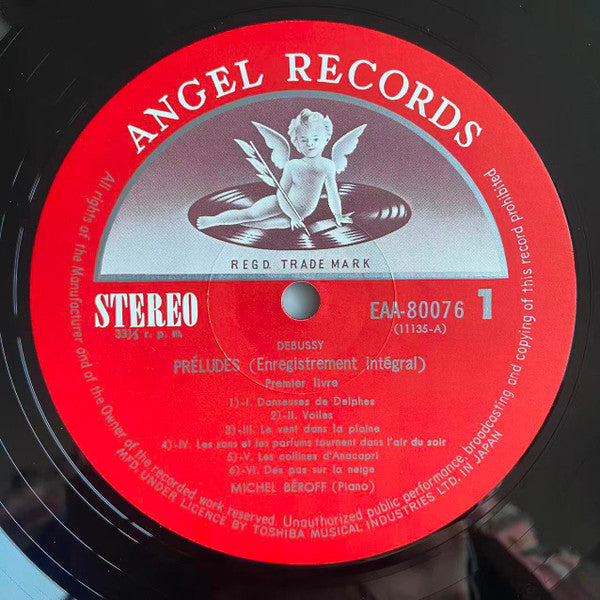 ANGEL RECORDS
REGD. TRADE MARK
STEREO
33⅓ r. p. m.
EAA-80076 1
(11135-A)
DEBUSSY
PRÉLUDES (Enregistrement intégral)
Premier livre
1)-I. Danseuses de Delphes
2)-II. Voiles
3)-III. Le vent dans la plaine
4)-IV. Les sons et les parfums tournent dans l'air du soir
5)-V. Les collines d'Anacapri
6)-VI. Des pas sur la neige
MICHEL BÉROFF (Piano)
All rights of the Manufacturer and of the Owner of the recorded work reserved. Unauthorized public performance, broadcasting and copying of this record prohibited
MFD. UNDER LICENCE BY TOSHIBA MUSICAL INDUSTRIES LTD. IN JAPAN